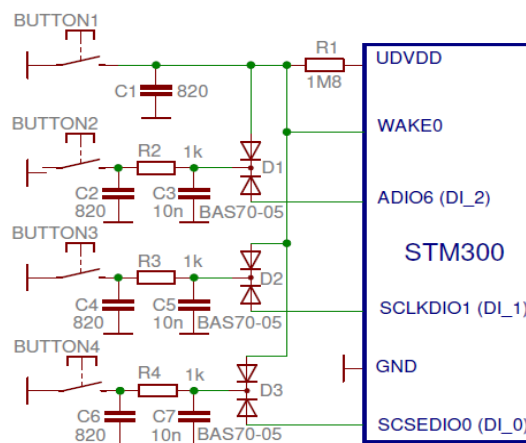 BUTTON1
R1
UDVDD
1M8
C1
820
WAKE0
BUTTON2
R2
1k
D1
C2
C3
820
10n
BAS70-05
ADIO6 (DI_2)
BUTTON3
STM300
R3
1k
D2
C4
C5
820
10n
BAS70-05
SCLKDIO1 (DI_1)
BUTTON4
R4
1k
GND
D3
C6
C7
820
10n
BAS70-05
SCSEDIO0 (DI_0)